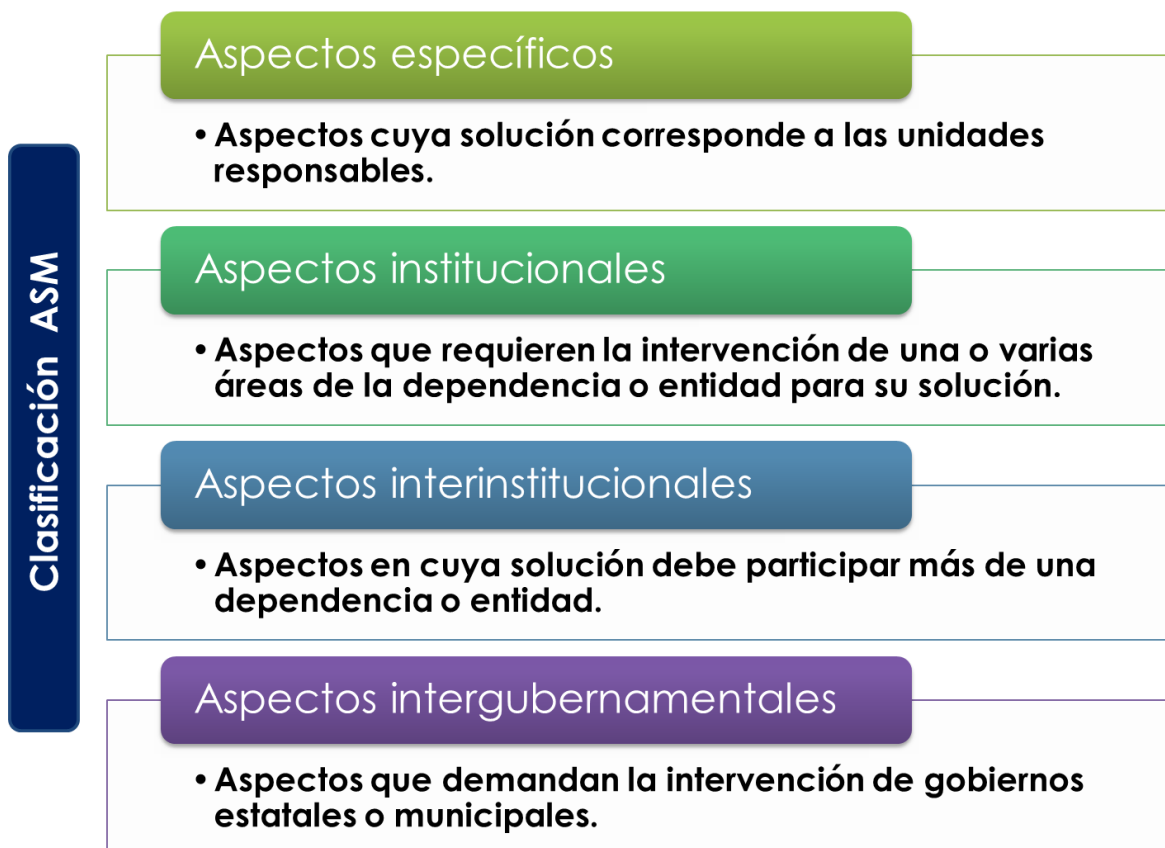 Clasificación ASM
Aspectos específicos
• Aspectos cuya solución corresponde a las unidades
responsables.
Aspectos institucionales
• Aspectos que requieren la intervención de una o varias
áreas de la dependencia o entidad para su solución.
Aspectos interinstitucionales
• Aspectos en cuya solución debe participar más de una
dependencia o entidad.
Aspectos intergubernamentales
• Aspectos que demandan la intervención de gobiernos
estatales o municipales.